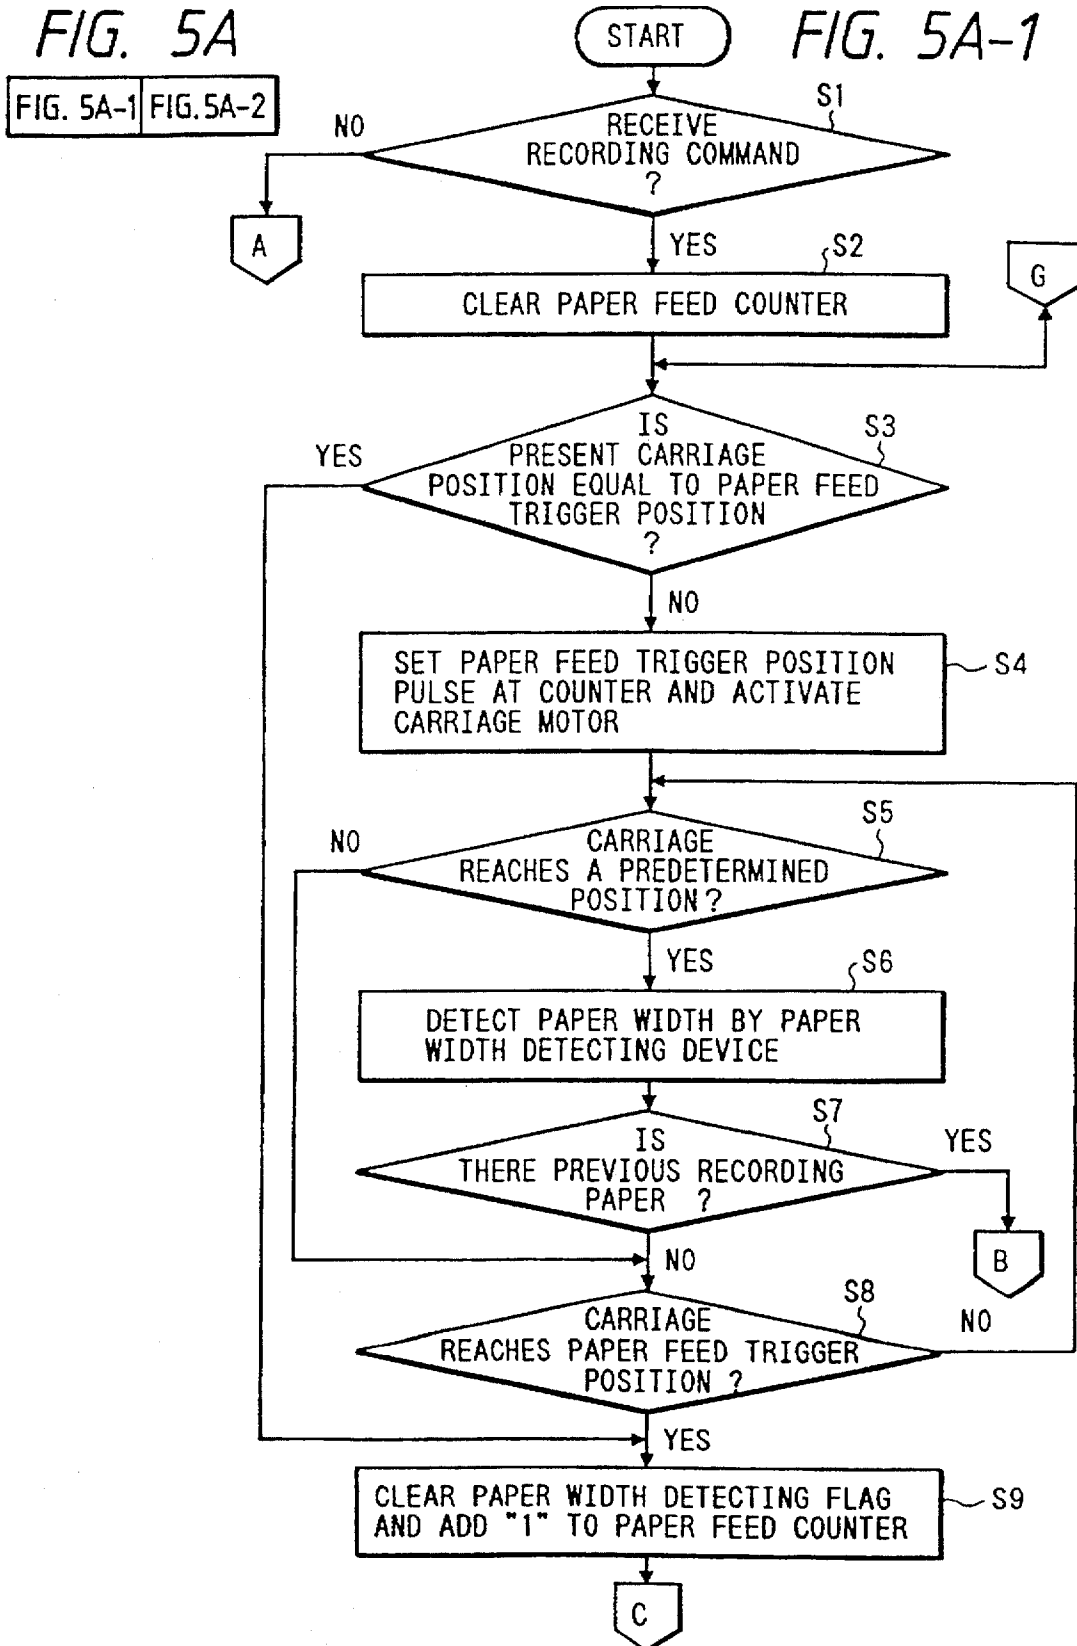 FIG. 5A
FIG. 5A-1 FIG. 5A-2
FIG. 5A-1
START
S1
RECEIVE
RECORDING COMMAND
?
NO
A
YES
S2
CLEAR PAPER FEED COUNTER
G
S3
IS
PRESENT CARRIAGE
POSITION EQUAL TO PAPER FEED
TRIGGER POSITION
?
YES
NO
SET PAPER FEED TRIGGER POSITION
PULSE AT COUNTER AND ACTIVATE
CARRIAGE MOTOR
S4
S5
CARRIAGE
REACHES A PREDETERMINED
POSITION ?
NO
YES
S6
DETECT PAPER WIDTH BY PAPER
WIDTH DETECTING DEVICE
S7
IS
THERE PREVIOUS RECORDING
PAPER ?
YES
B
NO
S8
CARRIAGE
REACHES PAPER FEED TRIGGER
POSITION ?
NO
YES
CLEAR PAPER WIDTH DETECTING FLAG
AND ADD "1" TO PAPER FEED COUNTER
S9
C